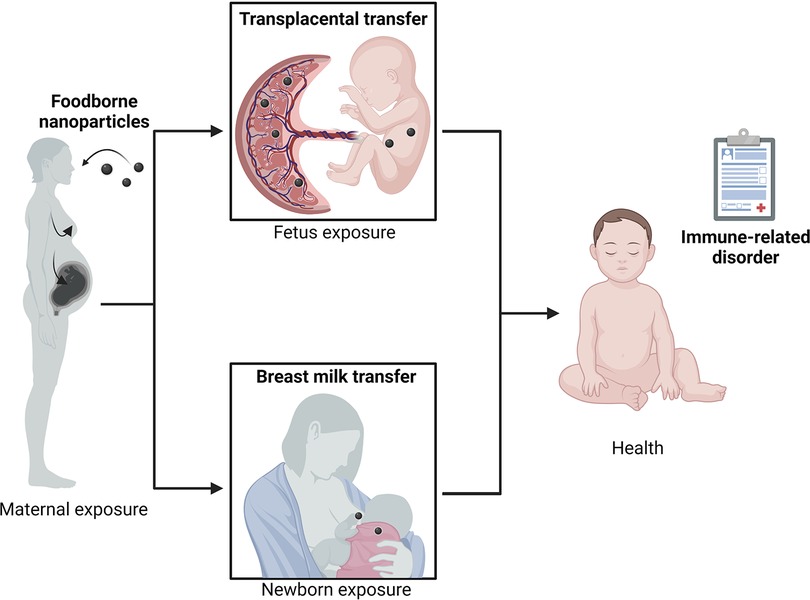 Transplacental transfer
Foodborne
nanoparticles
Fetus exposure
Immune-related
disorder
Breast milk transfer
Health
Maternal exposure
Newborn exposure